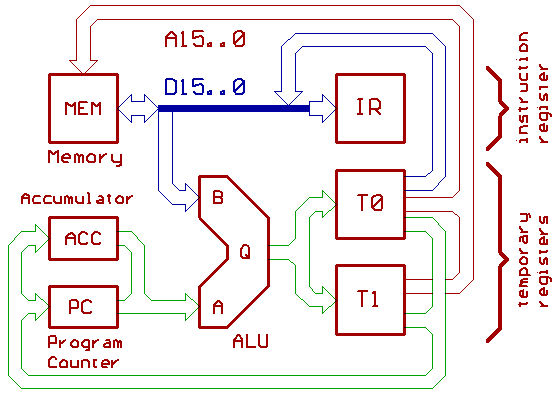 A15..0
D15..0
MEM
IR
instruction
register
Memory
B
T0
Accumulator
ACC
Q
temporary
registers
PC
A
T1
Program
Counter
ALU